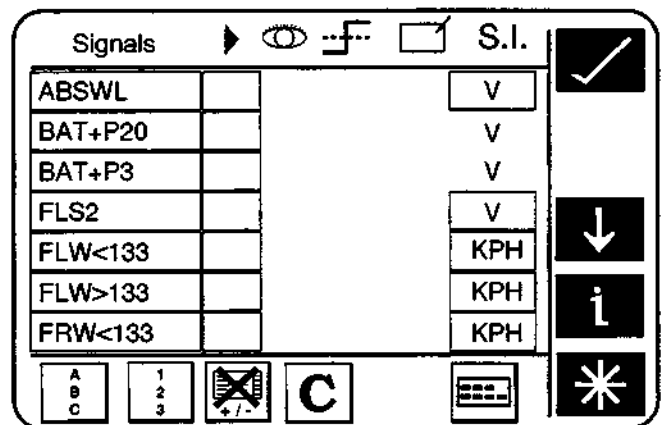 Signals S.I.
ABSWL V
BAT+P20 V
BAT+P3 V
FLS2 V
FLW<133 KPH
FLW>133 KPH
FRW<133 KPH
i
A B C 1 2 3 +/- C